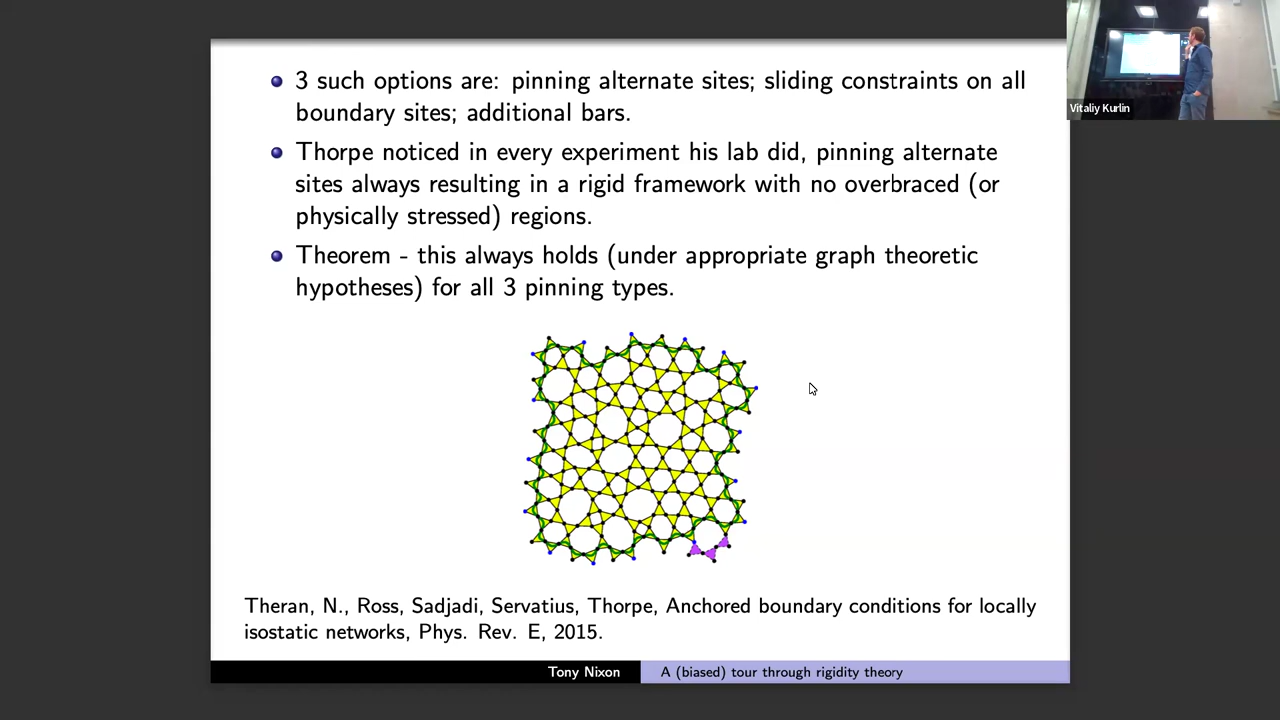 3 such options are: pinning alternate sites; sliding constraints on all
boundary sites; additional bars.
Thorpe noticed in every experiment his lab did, pinning alternate
sites always resulting in a rigid framework with no overbraced (or
physically stressed) regions.
Theorem - this always holds (under appropriate graph theoretic
hypotheses) for all 3 pinning types.
Theran, N., Ross, Sadjadi, Servatius, Thorpe, Anchored boundary conditions for locally
isostatic networks, Phys. Rev. E, 2015.
Tony Nixon
A (biased) tour through rigidity theory
Vitaliy Kurlin